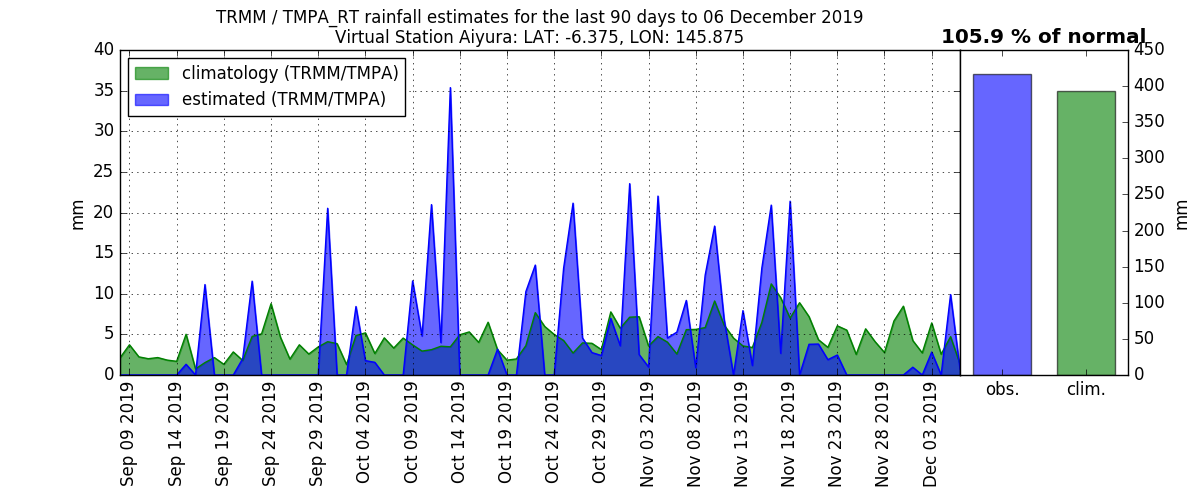 TRMM / TMPA_RT rainfall estimates for the last 90 days to 06 December 2019
Virtual Station Aiyura: LAT: -6.375, LON: 145.875
105.9 % of normal
climatology (TRMM/TMPA)
estimated (TRMM/TMPA)
mm
40
35
30
25
20
15
10
5
0
Sep 09 2019
Sep 14 2019
Sep 19 2019
Sep 24 2019
Sep 29 2019
Oct 04 2019
Oct 09 2019
Oct 14 2019
Oct 19 2019
Oct 24 2019
Oct 29 2019
Nov 03 2019
Nov 08 2019
Nov 13 2019
Nov 18 2019
Nov 23 2019
Nov 28 2019
Dec 03 2019
obs.
clim.
450
400
350
300
250
200
150
100
50
0
mm